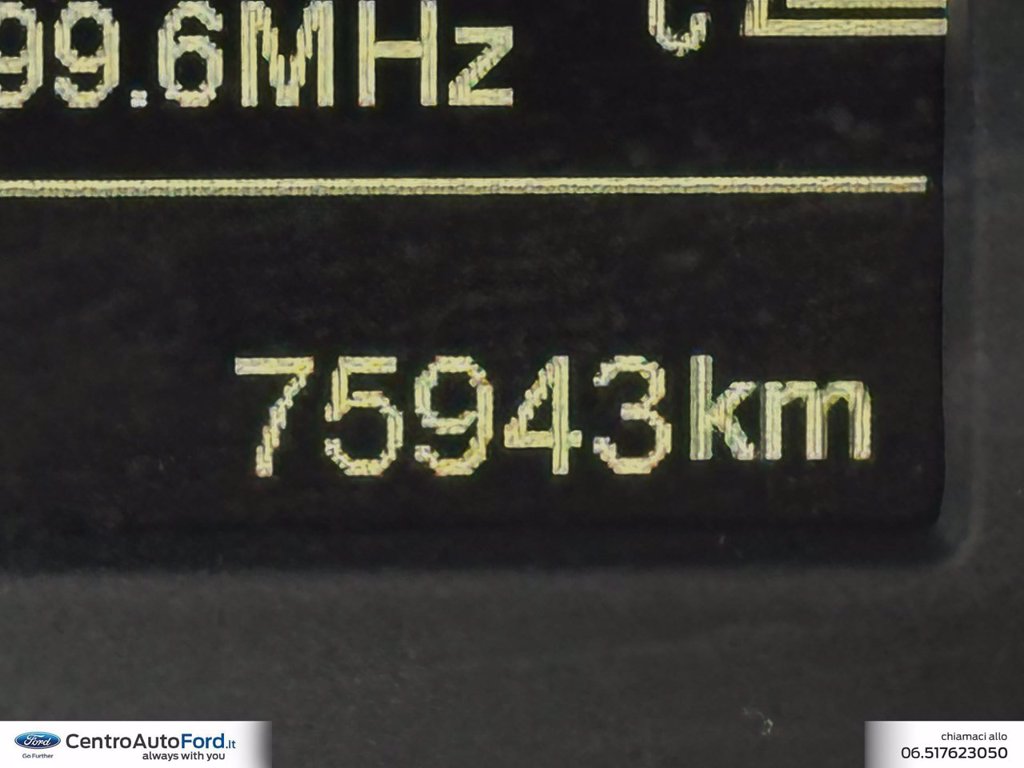 99.6MHz
75943km
Ford
Go Further
CentroAutoFord.it
always with you
chiamaci allo
06.517623050